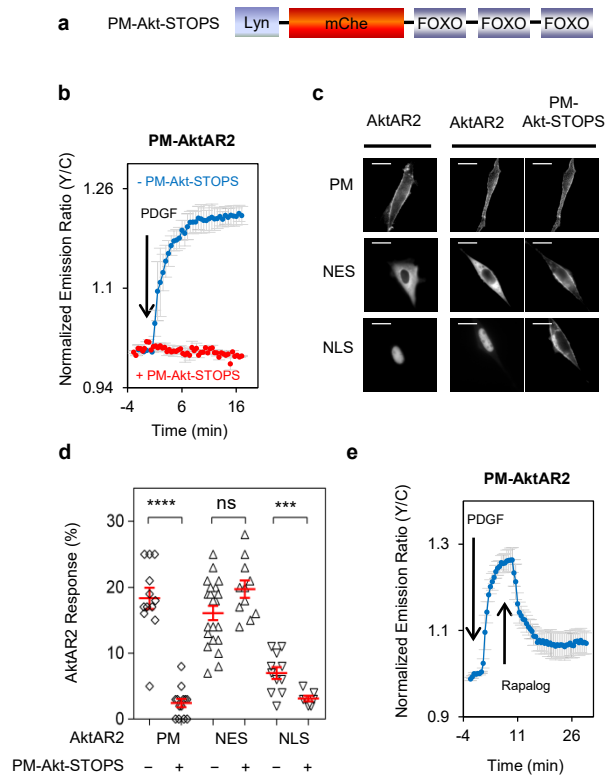 a PM-Akt-STOPS Lyn mChe FOXO FOXO FOXO
b
PM-AktAR2
Normalized Emission Ratio (Y/C)
1.26
1.1
0.94
- PM-Akt-STOPS
PDGF
+ PM-Akt-STOPS
-4 6 16
Time (min)
c
AktAR2 AktAR2 PM-
Akt-STOPS
PM
NES
NLS
d
AktAR2 Response (%)
30
20
10
0
**** ns ***
AktAR2 PM NES NLS
PM-Akt-STOPS – + – + – +
e
PM-AktAR2
Normalized Emission Ratio (Y/C)
1.3
1.1
0.9
PDGF
Rapalog
-4 11 26
Time (min)